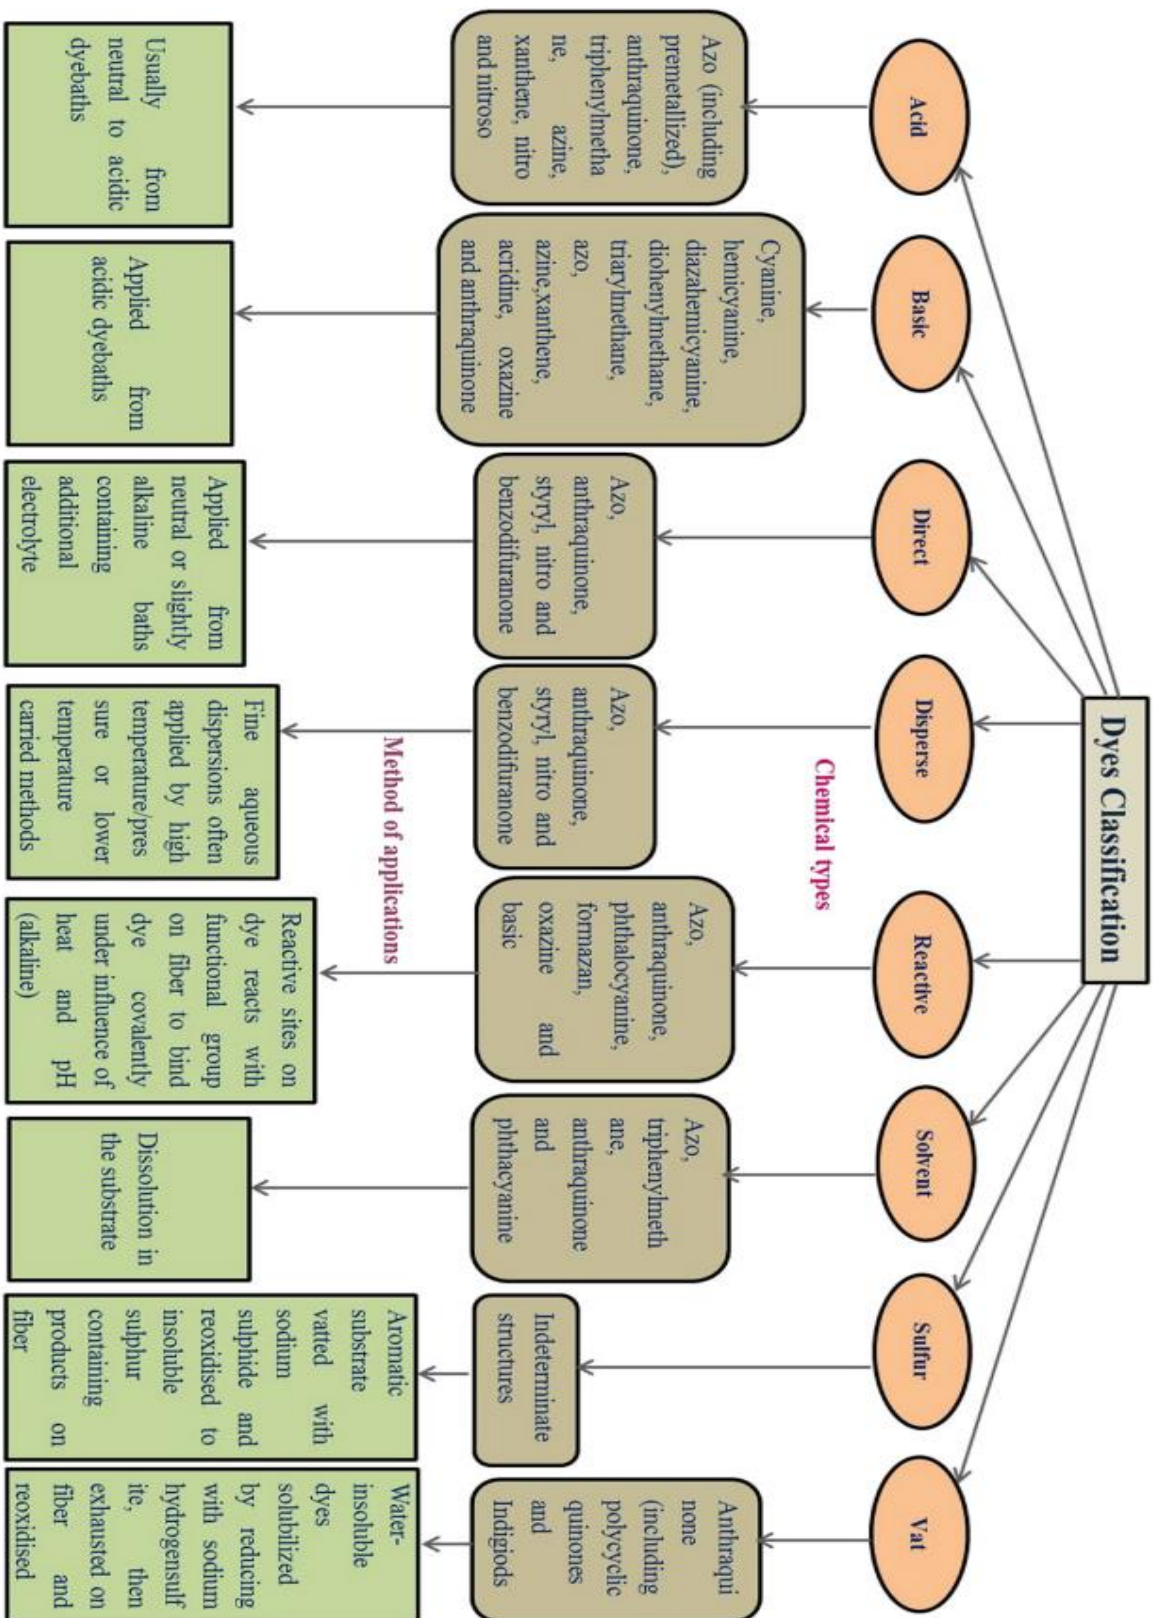 Dyes Classification
Acid
Basic
Direct
Disperse
Reactive
Solvent
Sulfur
Vat
Chemical types
Azo (including
premetallized),
anthraquinone,
triphenylmetha
ne, azine,
xanthene, nitro
and nitroso
Cyanine,
hemicyanine,
diazahemicyanine,
diohenylmethane,
triarylmethane,
azo,
azine,xanthene,
acridine, oxazine
and anthraquinone
Azo,
anthraquinone,
styryl, nitro and
benzodifuranone
Azo,
anthraquinone,
styryl, nitro and
benzodifuranone
Azo,
anthraquinone,
phthalocyanine,
formazan,
oxazine and
basic
Azo,
triphenylmeth
ane,
anthraquinone
and
phthacyanine
Indeterminate
structures
Anthraqui
none
(including
polycyclic
quinones
and
Indigiods
Method of applications
Usually from
neutral to acidic
dyebaths
Applied from
acidic dyebaths
Applied from
neutral or slightly
alkaline baths
containing
additional
electrolyte
Fine aqueous
dispersions often
applied by high
temperature/pres
sure or lower
temperature
carried methods
Reactive sites on
dye reacts with
functional group
on fiber to bind
dye covalently
under influence of
heat and pH
(alkaline)
Dissolution in
the substrate
Aromatic
substrate
vatted with
sodium
sulphide and
reoxidised to
insoluble
sulphur
containing
products on
fiber
Water-
insoluble
dyes
solubilized
by reducing
with sodium
hydrogensulf
ite, then
exhausted on
fiber and
reoxidised